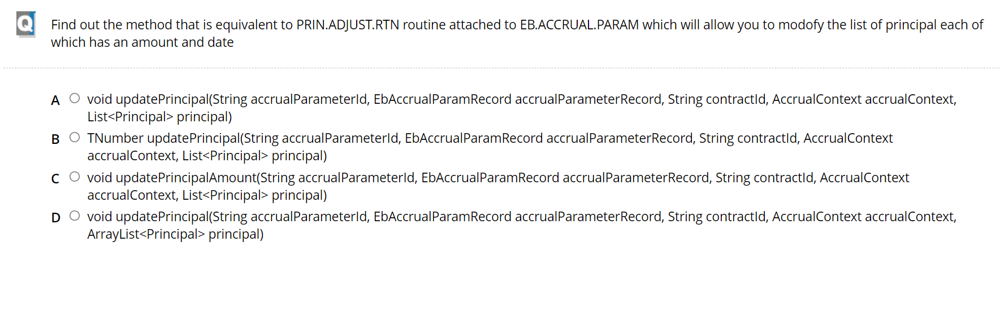 Q
Find out the method that is equivalent to PRIN.ADJUST.RTN routine attached to EB.ACCRUAL.PARAM which will allow you to modofy the list of principal each of
which has an amount and date
A void updatePrincipal(String accrualParameterId, EbAccrualParamRecord accrualParameterRecord, String contractId, AccrualContext accrualContext,
List<Principal> principal)
B TNumber updatePrincipal(String accrualParameterId, EbAccrualParamRecord accrualParameterRecord, String contractId, AccrualContext
accrualContext, List<Principal> principal)
C void updatePrincipalAmount(String accrualParameterId, EbAccrualParamRecord accrualParameterRecord, String contractId, AccrualContext
accrualContext, List<Principal> principal)
D void updatePrincipal(String accrualParameterId, EbAccrualParamRecord accrualParameterRecord, String contractId, AccrualContext accrualContext,
ArrayList<Principal> principal)